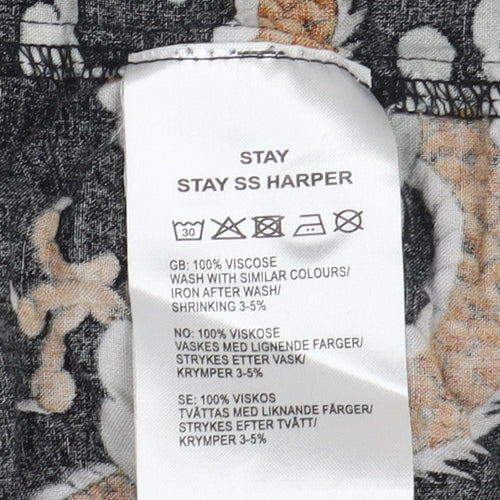 STAY
STAY SS HARPER
30
GB: 100% VISCOSE
WASH WITH SIMILAR COLOURS/
IRON AFTER WASH/
SHRINKING 3-5%
NO: 100% VISKOSE
VASKES MED LIGNENDE FARGER/
STRYKES ETTER VASK/
KRYMPER 3-5%
SE: 100% VISKOS
TVÄTTAS MED LIKNANDE FÄRGER/
STRYKES EFTER TVÄTT/
KRYMPER 3-5%